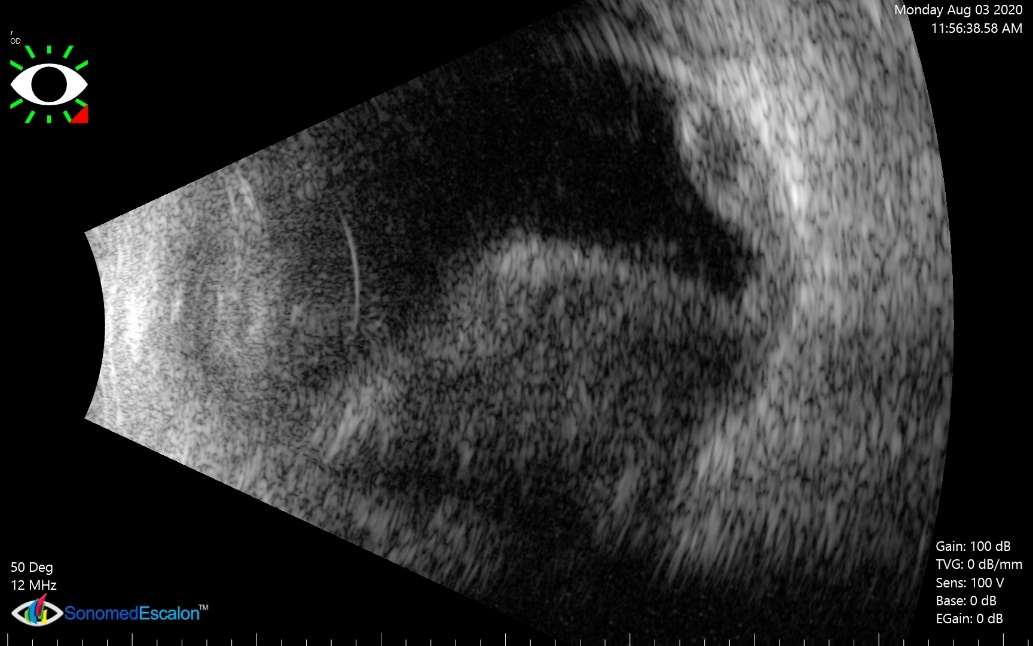 Monday Aug 03 2020
11:56:38.58 AM
OD
50 Deg
12 MHz
SonomedEscalon™
Gain: 100 dB
TVG: 0 dB/mm
Sens: 100 V
Base: 0 dB
EGain: 0 dB